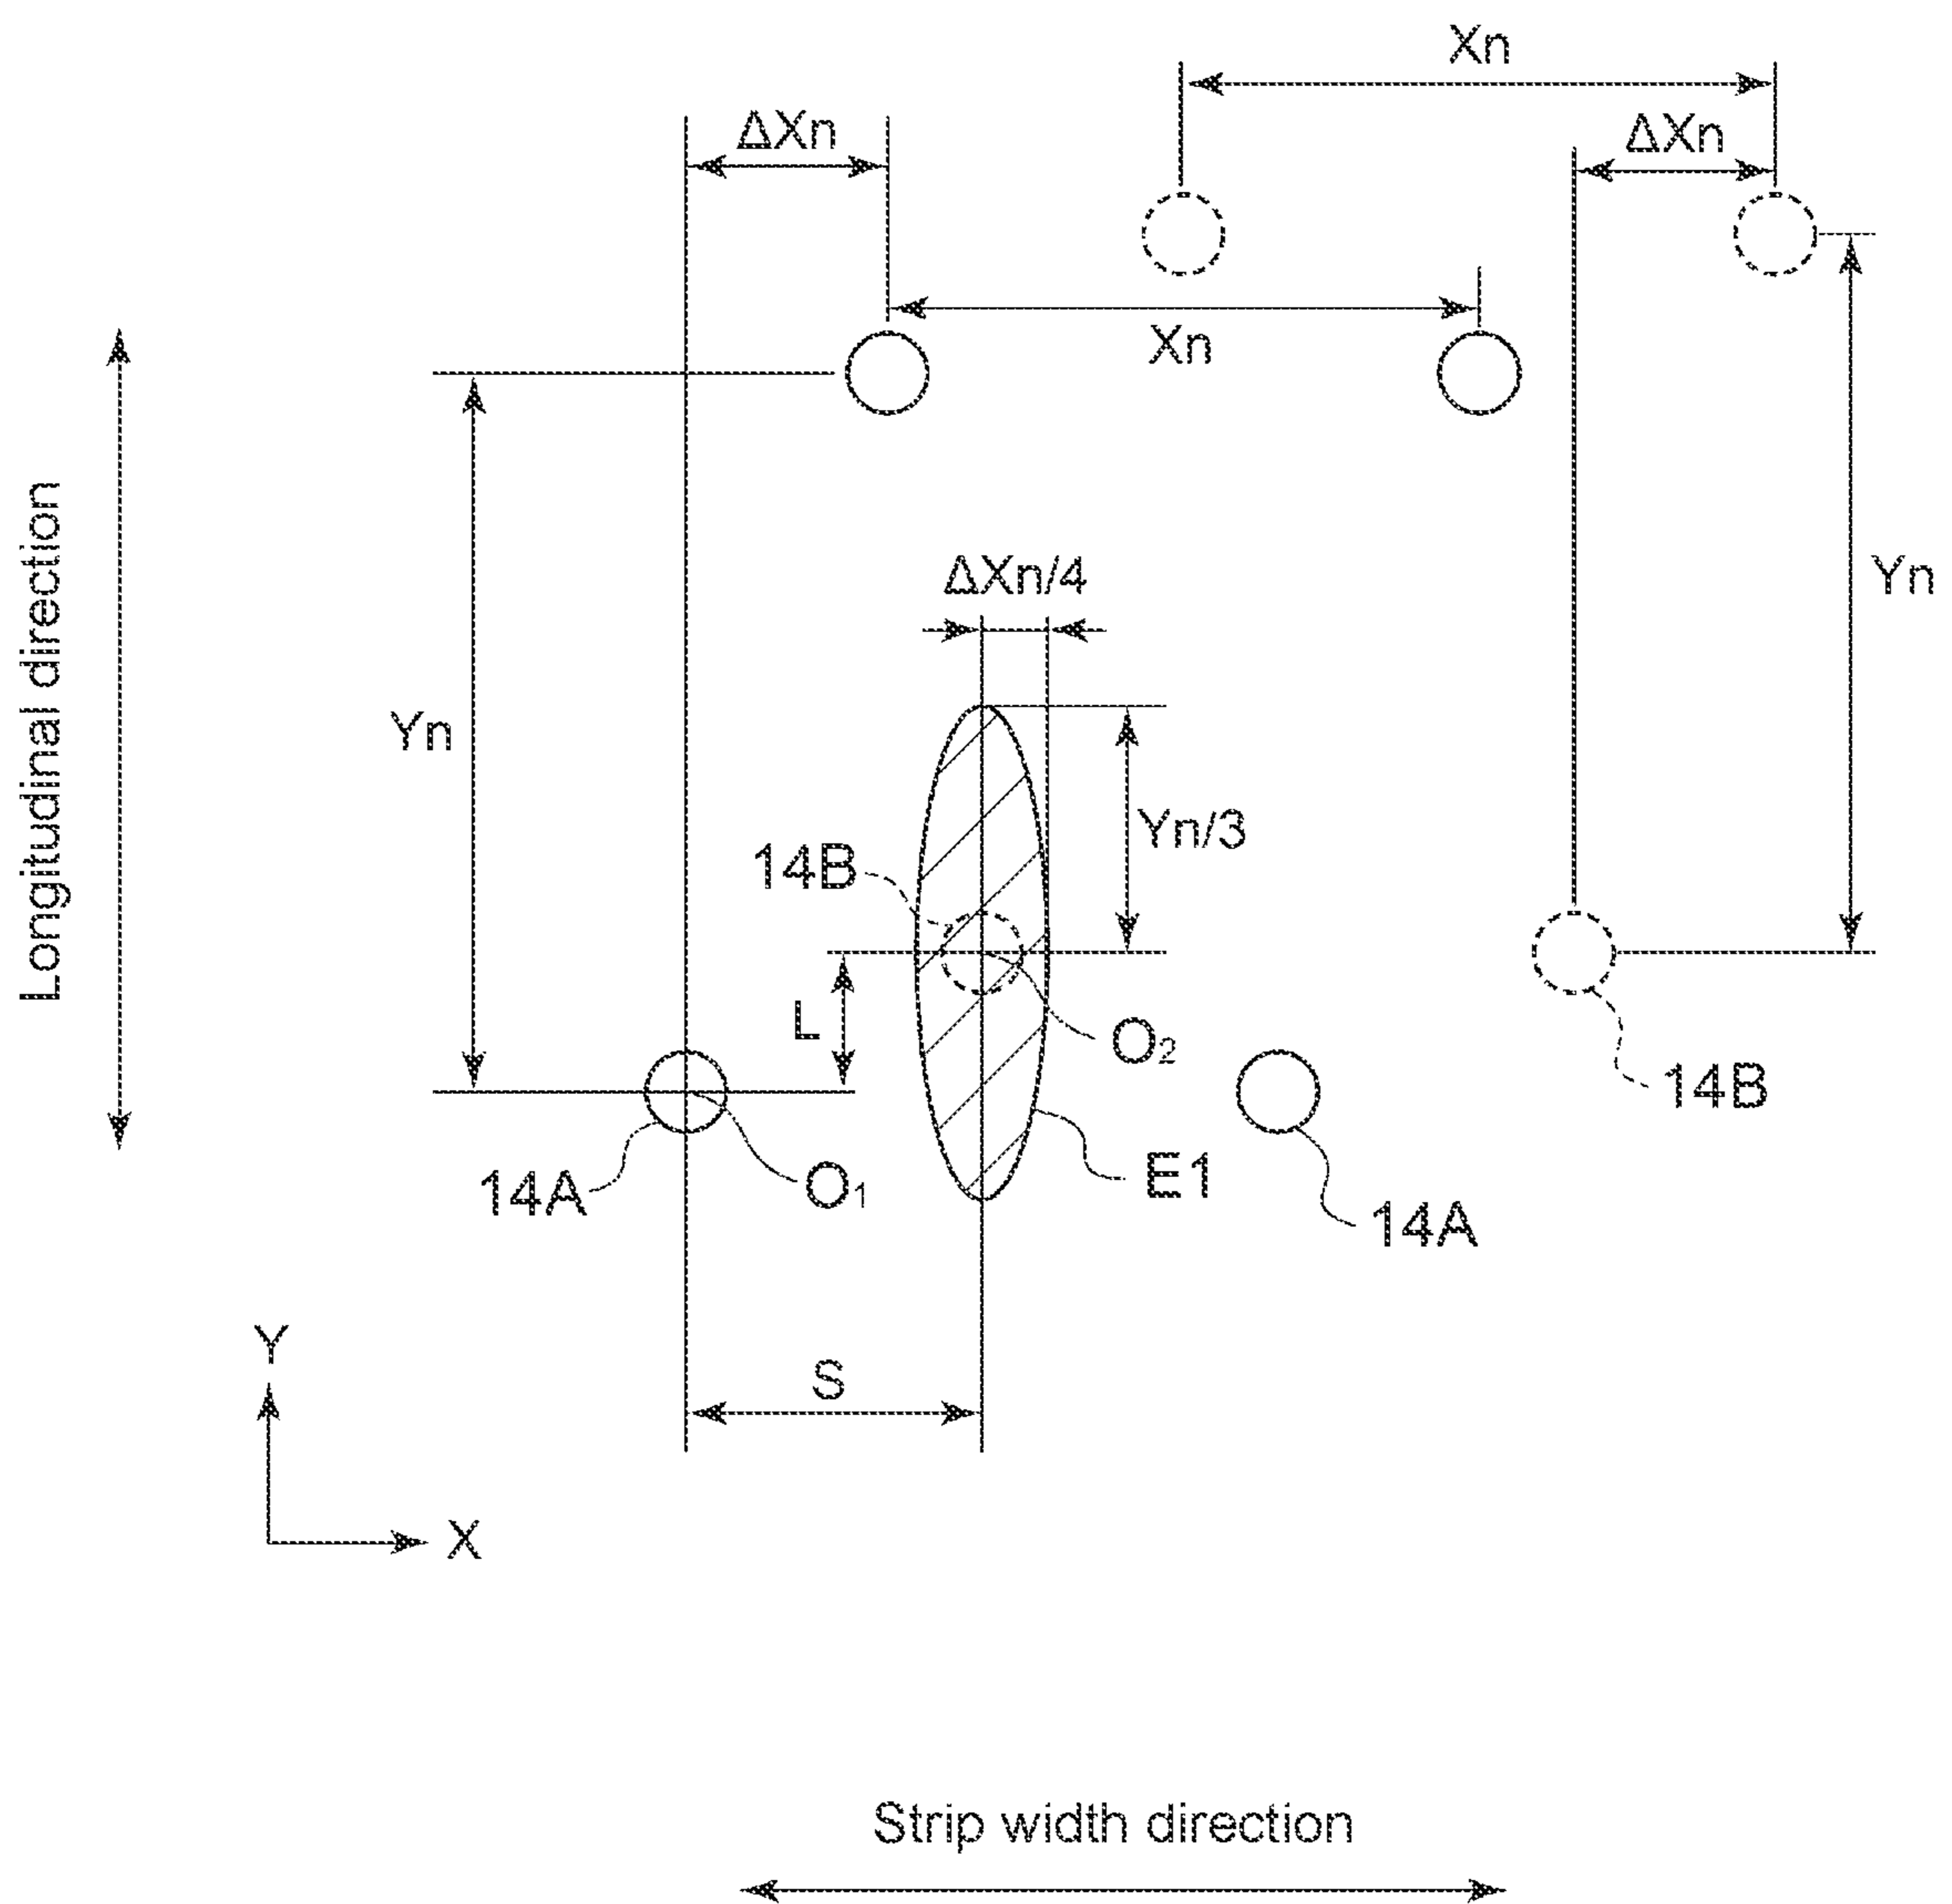 Xn
ΔXn
ΔXn
Xn
Longitudinal direction
ΔXn/4
Yn
Yn
Yn/3
14B
L
O₂
14B
14A
O₁
E1
14A
Y
S
X
Strip width direction